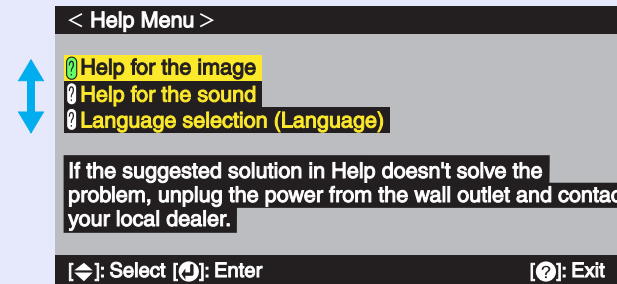 < Help Menu >
Help for the image
Help for the sound
Language selection (Language)
If the suggested solution in Help doesn't solve the
problem, unplug the power from the wall outlet and contac
your local dealer.
[◆]: Select [↵]: Enter [?]: Exit